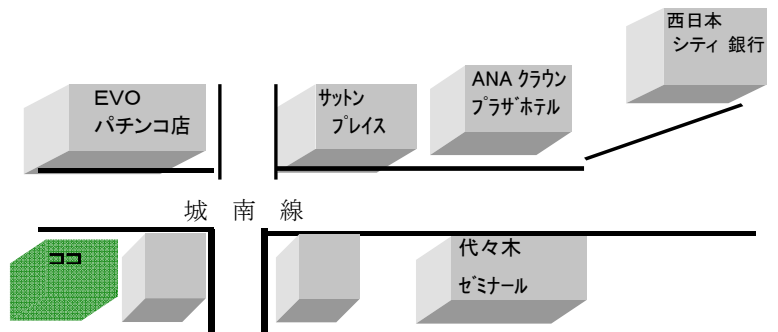 西日本
シティ 銀行
EVO
パチンコ店
サットン
プレイス
ANA クラウン
プラザホテル
城 南 線
ココ
代々木
ゼミナール